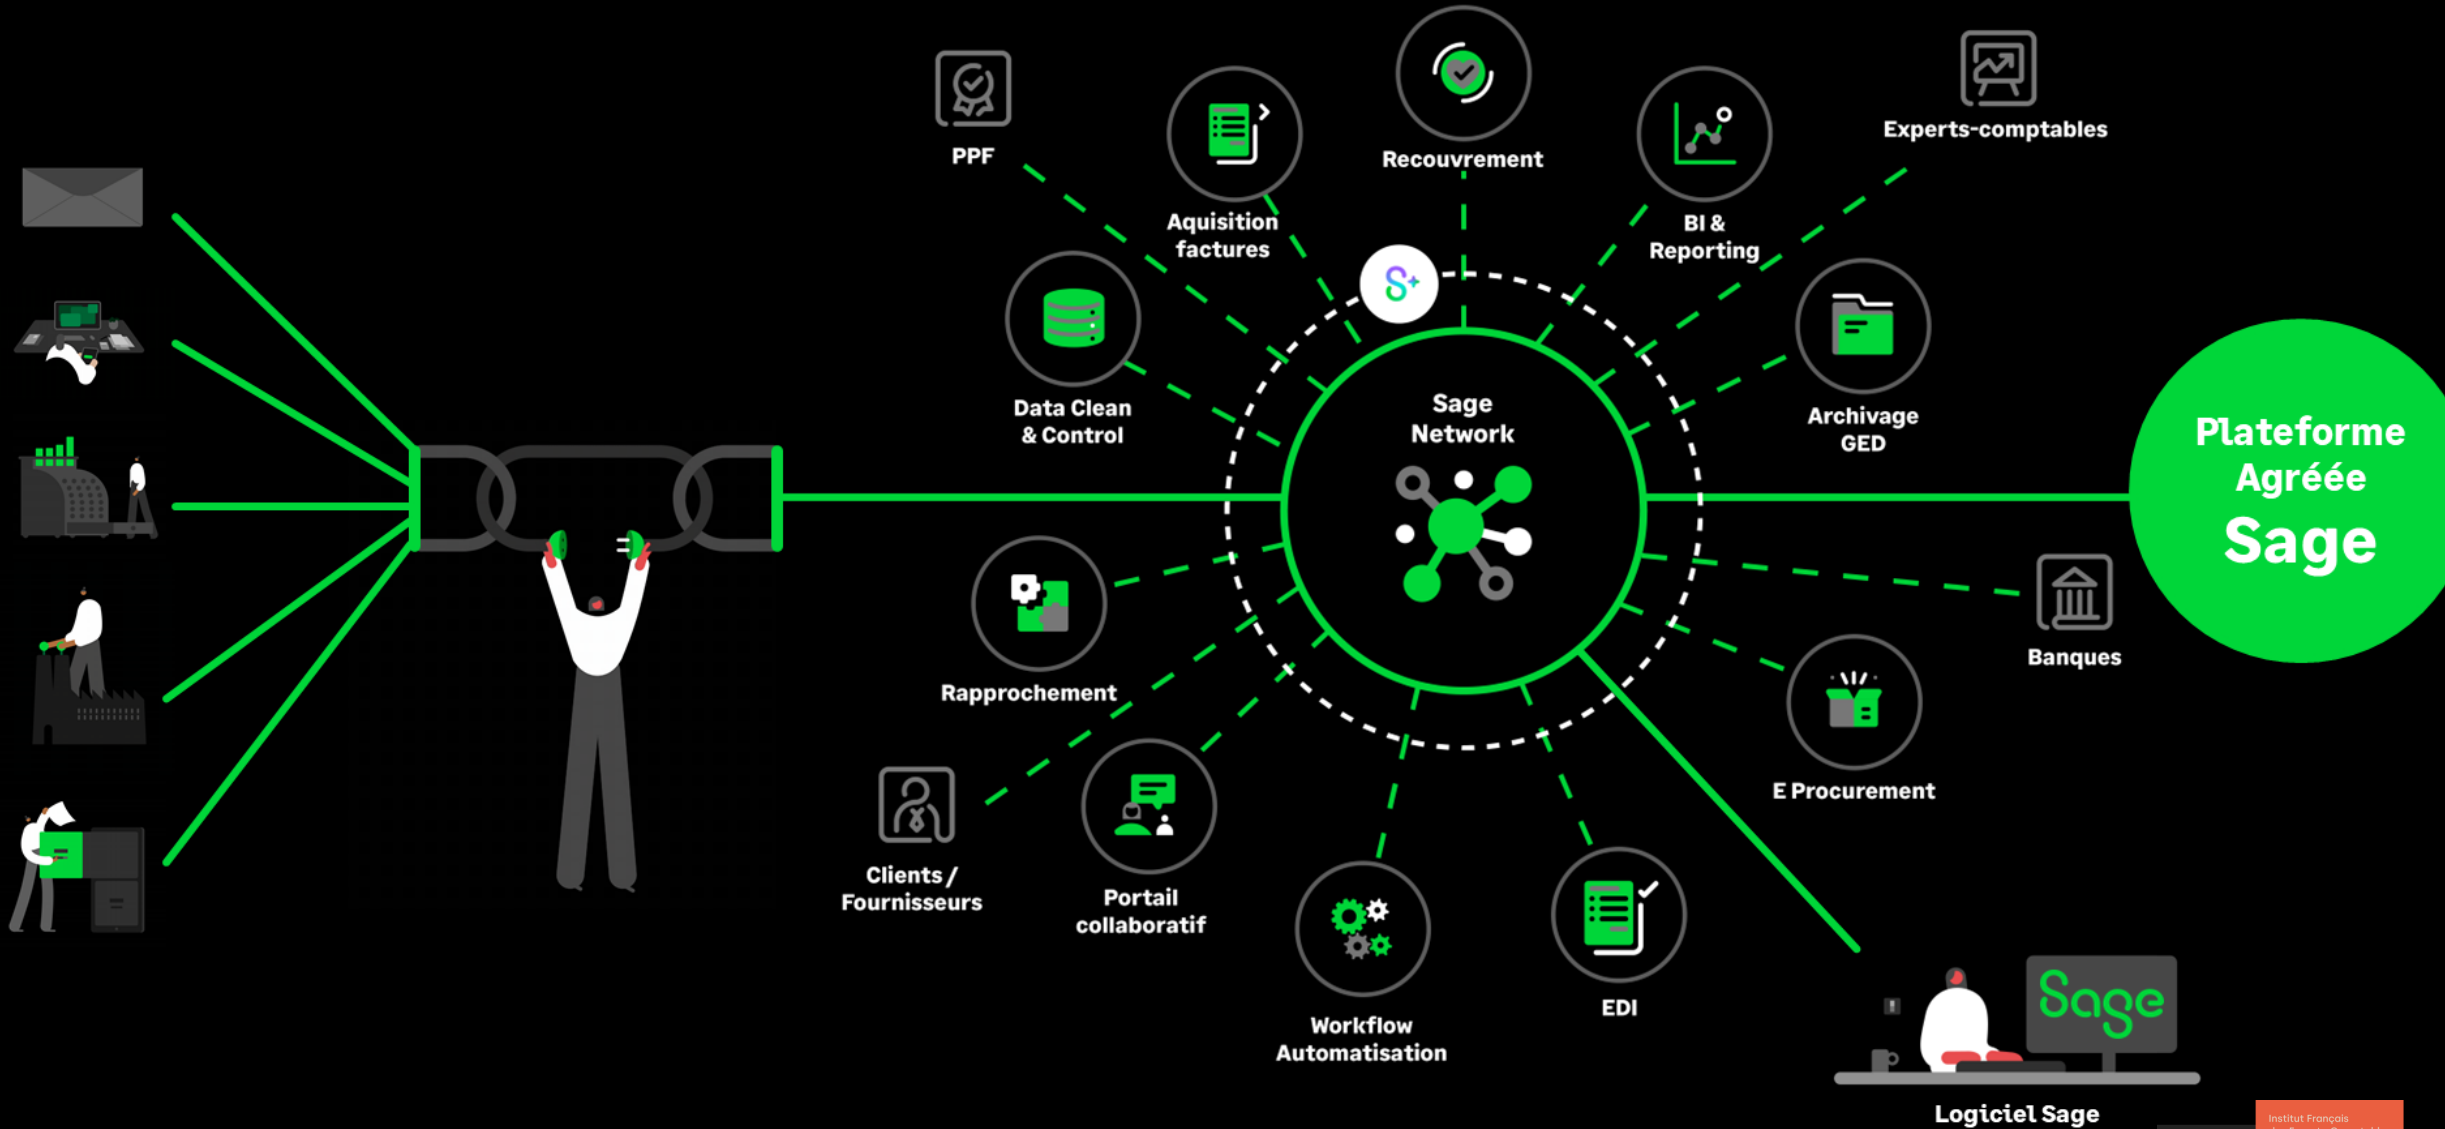 PPF
Aquisition
factures
Recouvrement
BI &
Reporting
Experts-comptables
Data Clean
& Control
Archivage
GED
Sage
Network
S+
Plateforme
Agréée
Sage
Rapprochement
Banques
E Procurement
Clients /
Fournisseurs
Portail
collaboratif
Workflow
Automatisation
EDI
Sage
Logiciel Sage
Institut Français